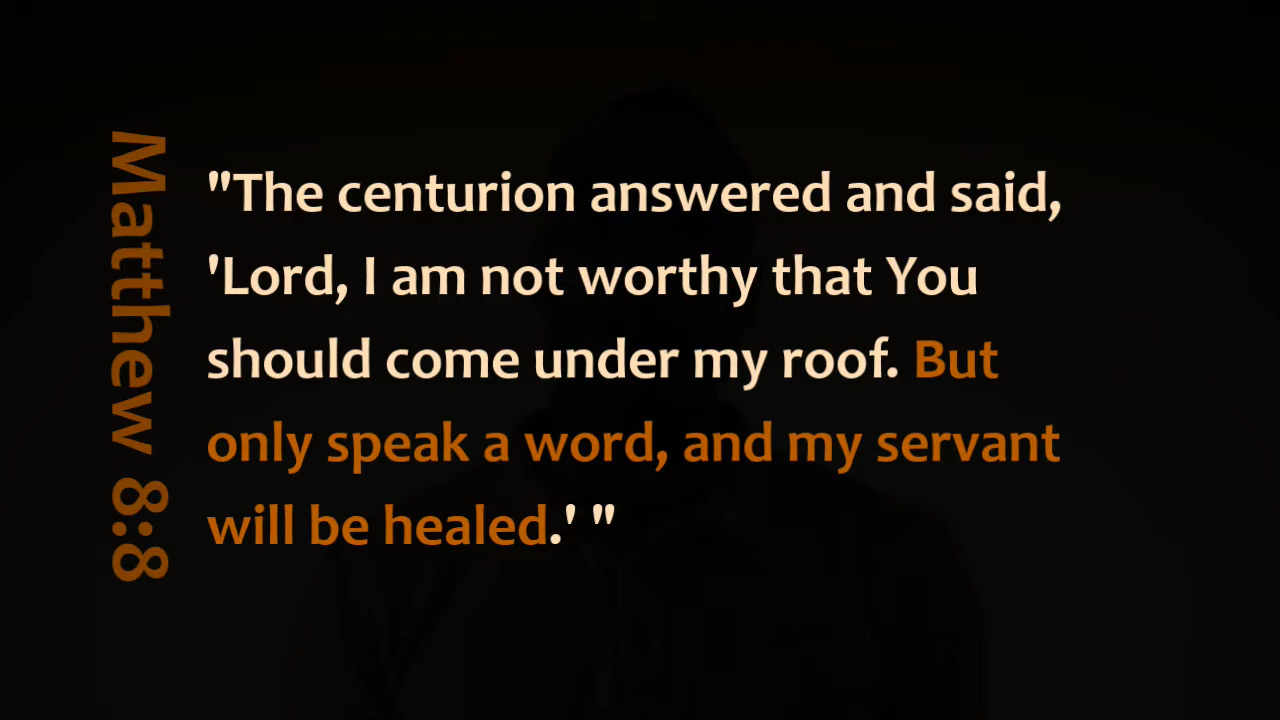 Matthew 8:8
"The centurion answered and said,
'Lord, I am not worthy that You
should come under my roof. But
only speak a word, and my servant
will be healed.' "